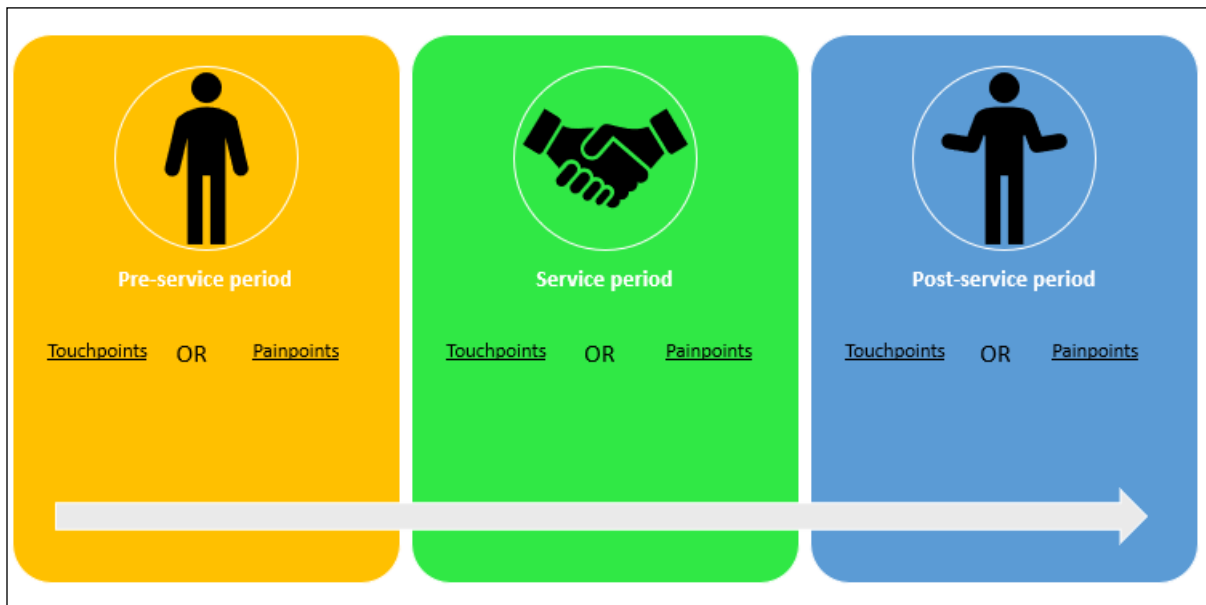 Pre-service period
Touchpoints OR Painpoints
Service period
Touchpoints OR Painpoints
Post-service period
Touchpoints OR Painpoints